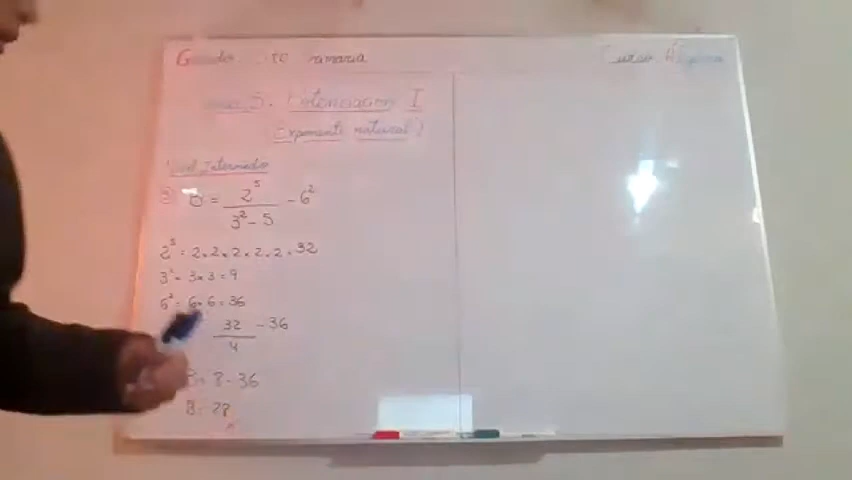 Primaria Curso: Álgebra
5. Potenciación I
Exponente natural
Nivel Intermedio
B = 2⁵ / (3² - 5) - 6²
2⁵ = 2 x 2 x 2 x 2 x 2 = 32
3² = 3 x 3 = 9
6² = 6 x 6 = 36
32 / 4 - 36
B = 8 - 36
B = 28